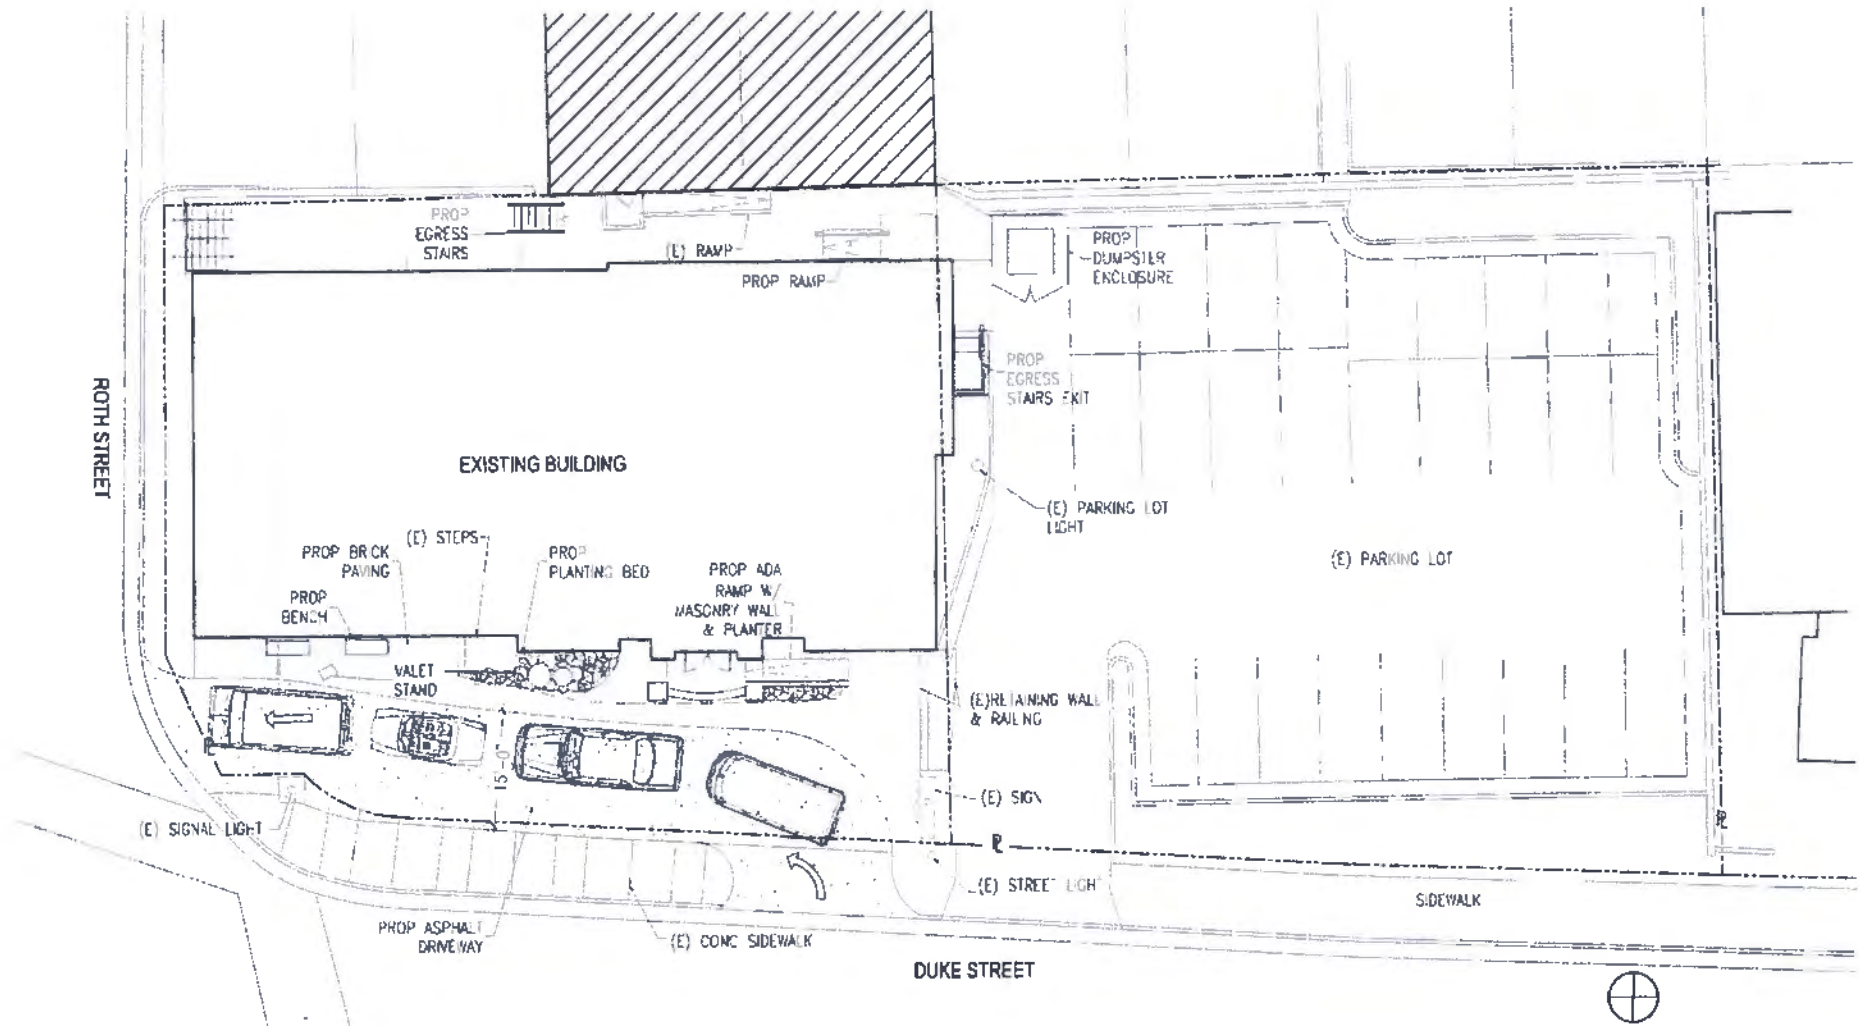 PROP
EGRESS
STAIRS
(E) RAMP
PROP RAMP
PROP
DUMPSTER
ENCLOSURE
PROP
EGRESS
STAIRS EXIT
ROTH STREET
EXISTING BUILDING
(E) PARKING LOT
LIGHT
(E) PARKING LOT
(E) STEPS
PROP BRICK
PAVING
PROP
PLANTING BED
PROP ADA
RAMP W/
MASONRY WALL
& PLANTER
PROP
BENCH
VALET
STAND
(E)RETAINING WALL
& RAILING
15'-0"
(E) SIGN
(E) SIGNAL LIGHT
PL
PL
(E) STREET LIGHT
SIDEWALK
PROP ASPHALT
DRIVEWAY
(E) CONC SIDEWALK
DUKE STREET